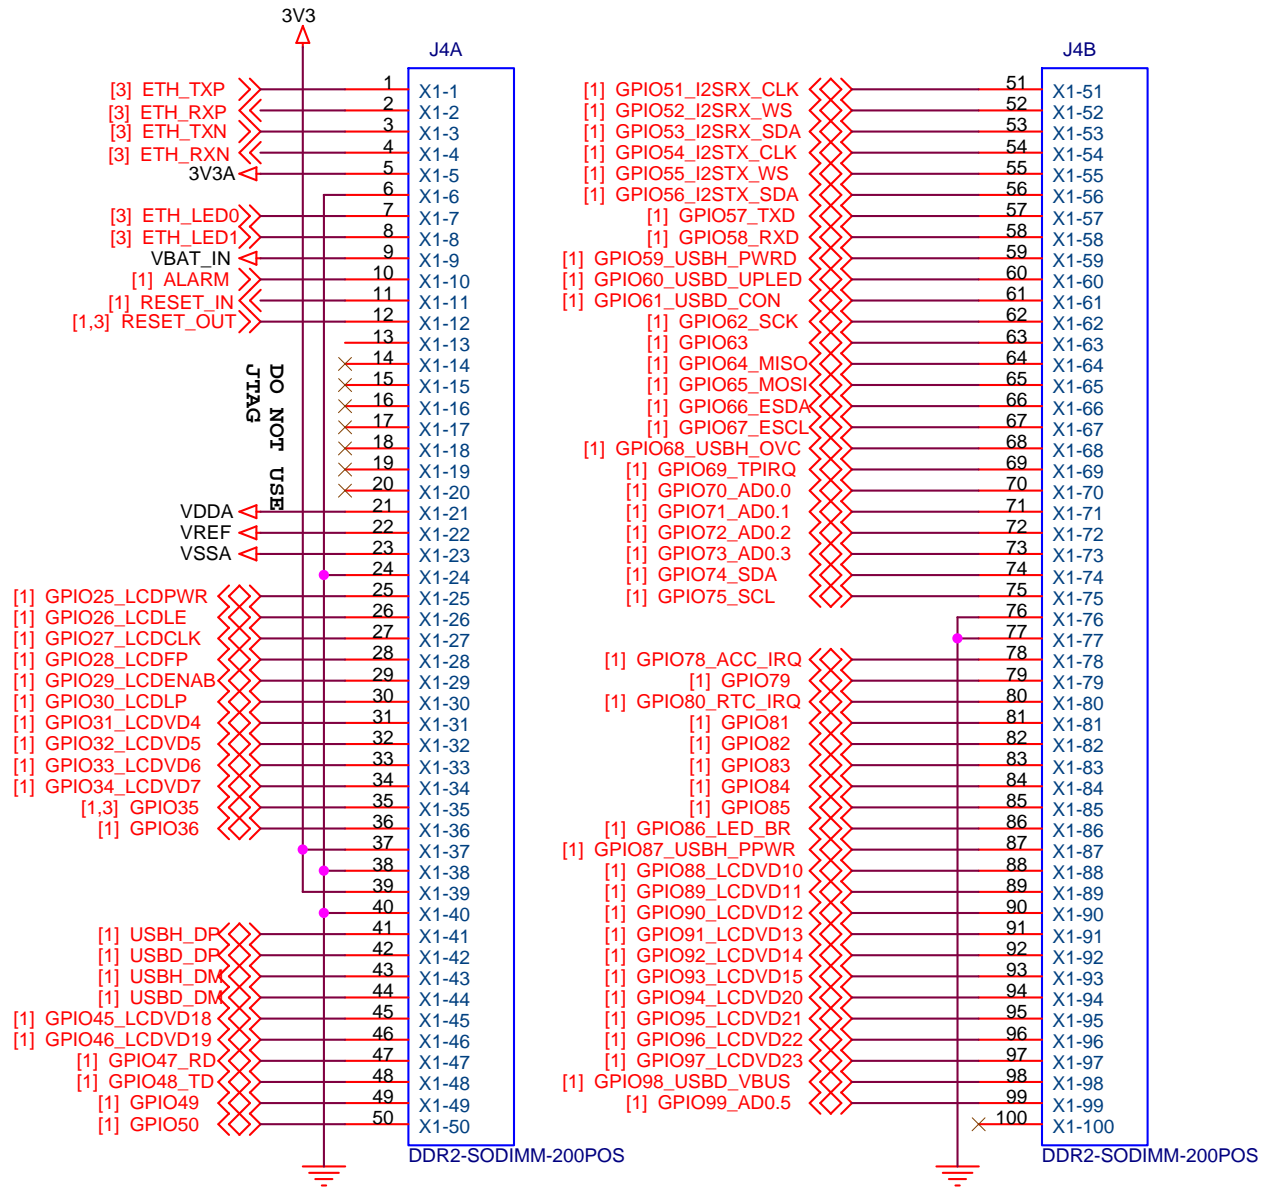 3V3
J4A
[3] ETH_TXP 1 X1-1
[3] ETH_RXP 2 X1-2
[3] ETH_TXN 3 X1-3
[3] ETH_RXN 4 X1-4
3V3A 5 X1-5
6 X1-6
[3] ETH_LED0 7 X1-7
[3] ETH_LED1 8 X1-8
VBAT_IN 9 X1-9
[1] ALARM 10 X1-10
[1] RESET_IN 11 X1-11
[1,3] RESET_OUT 12 X1-12
13 X1-13
14 X1-14
15 X1-15
16 X1-16
17 X1-17
18 X1-18
19 X1-19
20 X1-20
DO NOT USE
JTAG
VDDA 21 X1-21
VREF 22 X1-22
VSSA 23 X1-23
24 X1-24
[1] GPIO25_LCDPWR 25 X1-25
[1] GPIO26_LCDLE 26 X1-26
[1] GPIO27_LCDCLK 27 X1-27
[1] GPIO28_LCDFP 28 X1-28
[1] GPIO29_LCDENAB 29 X1-29
[1] GPIO30_LCDLP 30 X1-30
[1] GPIO31_LCDVD4 31 X1-31
[1] GPIO32_LCDVD5 32 X1-32
[1] GPIO33_LCDVD6 33 X1-33
[1] GPIO34_LCDVD7 34 X1-34
[1,3] GPIO35 35 X1-35
[1] GPIO36 36 X1-36
37 X1-37
38 X1-38
39 X1-39
40 X1-40
[1] USBH_DP 41 X1-41
[1] USBD_DP 42 X1-42
[1] USBH_DM 43 X1-43
[1] USBD_DM 44 X1-44
[1] GPIO45_LCDVD18 45 X1-45
[1] GPIO46_LCDVD19 46 X1-46
[1] GPIO47_RD 47 X1-47
[1] GPIO48_TD 48 X1-48
[1] GPIO49 49 X1-49
[1] GPIO50 50 X1-50
DDR2-SODIMM-200POS
J4B
[1] GPIO51_I2SRX_CLK 51 X1-51
[1] GPIO52_I2SRX_WS 52 X1-52
[1] GPIO53_I2SRX_SDA 53 X1-53
[1] GPIO54_I2STX_CLK 54 X1-54
[1] GPIO55_I2STX_WS 55 X1-55
[1] GPIO56_I2STX_SDA 56 X1-56
[1] GPIO57_TXD 57 X1-57
[1] GPIO58_RXD 58 X1-58
[1] GPIO59_USBH_PWRD 59 X1-59
[1] GPIO60_USBD_UPLED 60 X1-60
[1] GPIO61_USBD_CON 61 X1-61
[1] GPIO62_SCK 62 X1-62
[1] GPIO63 63 X1-63
[1] GPIO64_MISO 64 X1-64
[1] GPIO65_MOSI 65 X1-65
[1] GPIO66_ESDA 66 X1-66
[1] GPIO67_ESCL 67 X1-67
[1] GPIO68_USBH_OVC 68 X1-68
[1] GPIO69_TPIRQ 69 X1-69
[1] GPIO70_AD0.0 70 X1-70
[1] GPIO71_AD0.1 71 X1-71
[1] GPIO72_AD0.2 72 X1-72
[1] GPIO73_AD0.3 73 X1-73
[1] GPIO74_SDA 74 X1-74
[1] GPIO75_SCL 75 X1-75
76 X1-76
77 X1-77
[1] GPIO78_ACC_IRQ 78 X1-78
[1] GPIO79 79 X1-79
[1] GPIO80_RTC_IRQ 80 X1-80
[1] GPIO81 81 X1-81
[1] GPIO82 82 X1-82
[1] GPIO83 83 X1-83
[1] GPIO84 84 X1-84
[1] GPIO85 85 X1-85
[1] GPIO86_LED_BR 86 X1-86
[1] GPIO87_USBH_PPWR 87 X1-87
[1] GPIO88_LCDVD10 88 X1-88
[1] GPIO89_LCDVD11 89 X1-89
[1] GPIO90_LCDVD12 90 X1-90
[1] GPIO91_LCDVD13 91 X1-91
[1] GPIO92_LCDVD14 92 X1-92
[1] GPIO93_LCDVD15 93 X1-93
[1] GPIO94_LCDVD20 94 X1-94
[1] GPIO95_LCDVD21 95 X1-95
[1] GPIO96_LCDVD22 96 X1-96
[1] GPIO97_LCDVD23 97 X1-97
[1] GPIO98_USBD_VBUS 98 X1-98
[1] GPIO99_AD0.5 99 X1-99
100 X1-100
DDR2-SODIMM-200POS